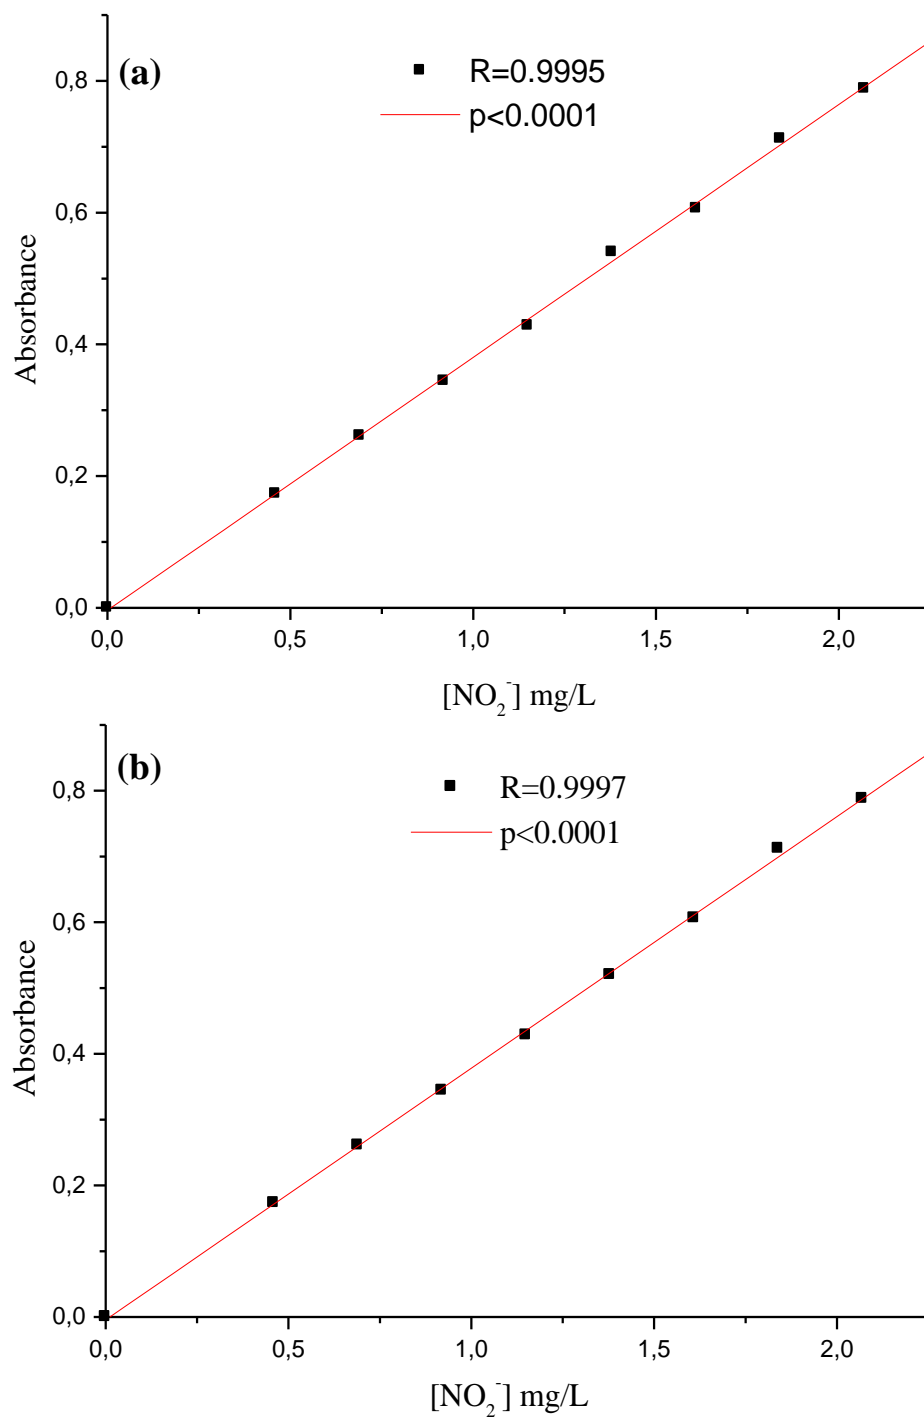 (a)
R=0.9995
p<0.0001
0,8
0,6
0,4
0,2
0,0
Absorbance
0,0 0,5 1,0 1,5 2,0
[NO₂⁻] mg/L
(b)
R=0.9997
p<0.0001
0,8
0,6
0,4
0,2
0,0
Absorbance
0,0 0,5 1,0 1,5 2,0
[NO₂⁻] mg/L